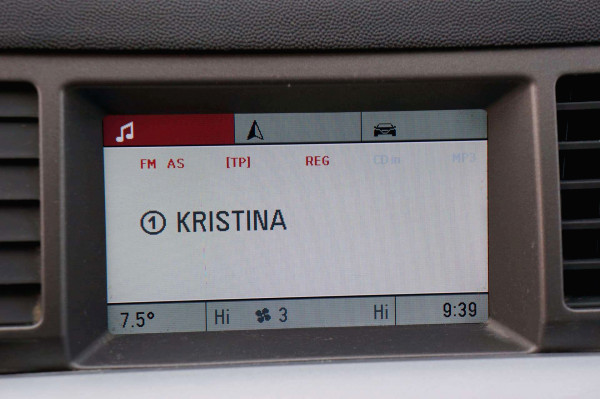 FM AS [TP] REG CD in MP3
① KRISTINA
7.5° Hi 3 Hi 9:39